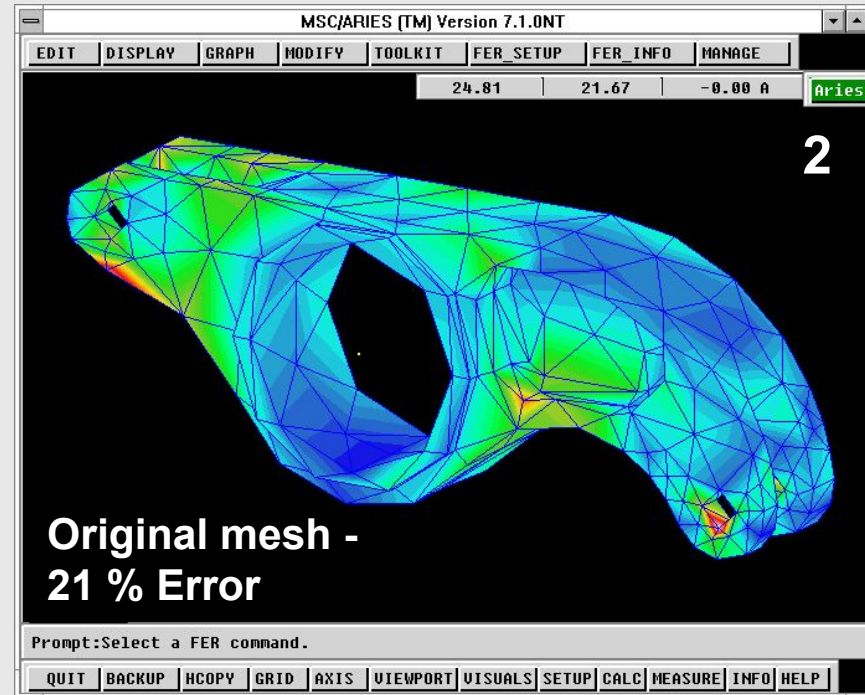 MSC/ARIES (TM) Version 7.1.0NT
EDIT DISPLAY GRAPH MODIFY TOOLKIT FER_SETUP FER_INFO MANAGE
24.81 21.67 -0.00 A Aries
2
Original mesh -
21 % Error
Prompt:Select a FER command.
QUIT BACKUP HCOPY GRID AXIS VIEWPORT VISUALS SETUP CALC MEASURE INFO HELP